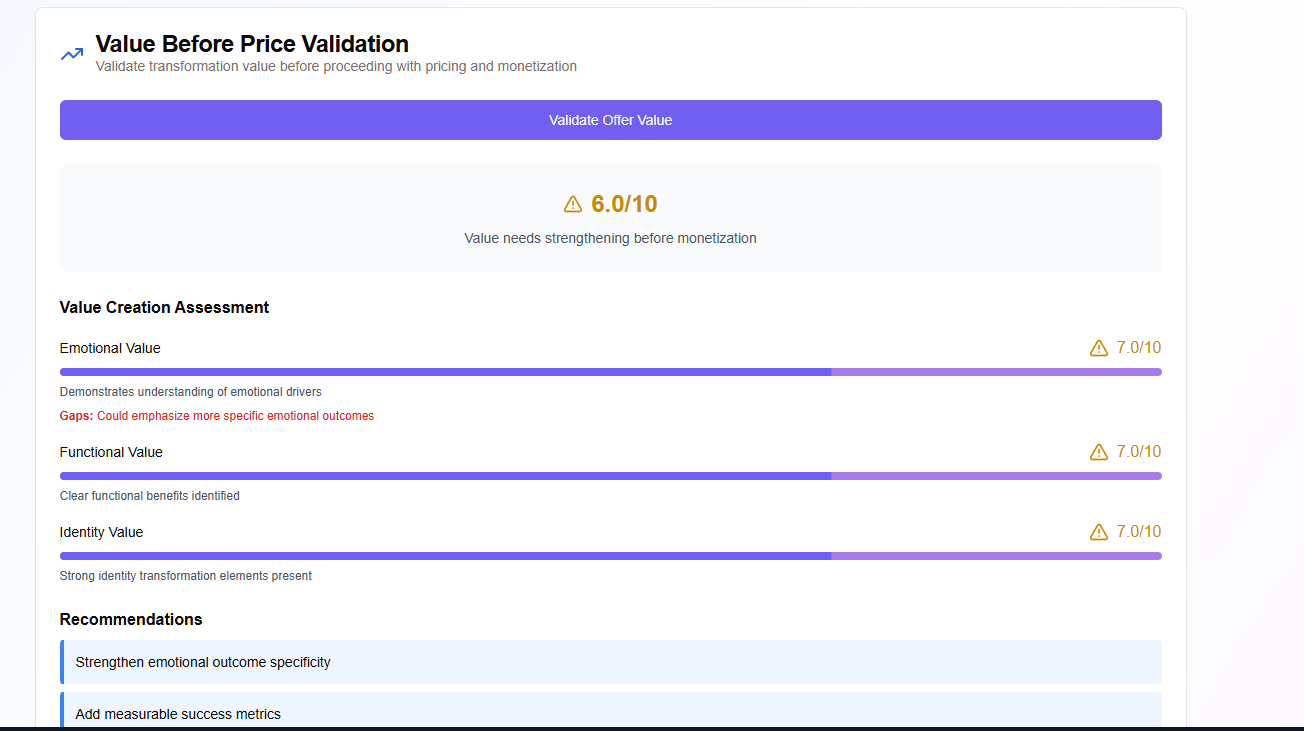 Value Before Price Validation
Validate transformation value before proceeding with pricing and monetization
Validate Offer Value
6.0/10
Value needs strengthening before monetization
Value Creation Assessment
Emotional Value
7.0/10
Demonstrates understanding of emotional drivers
Gaps: Could emphasize more specific emotional outcomes
Functional Value
7.0/10
Clear functional benefits identified
Identity Value
7.0/10
Strong identity transformation elements present
Recommendations
Strengthen emotional outcome specificity
Add measurable success metrics